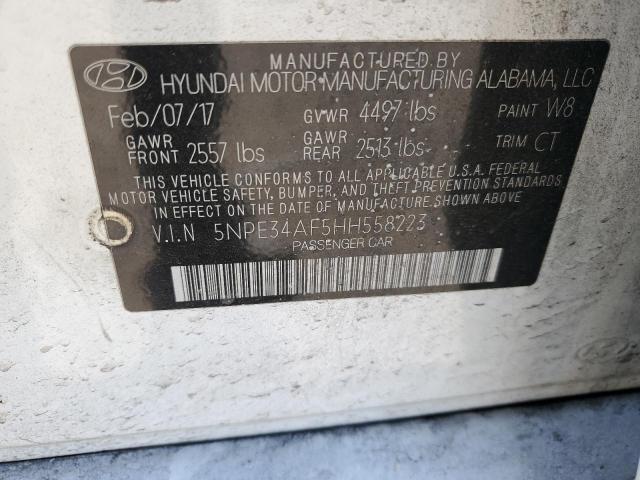 MANUFACTURED BY
HYUNDAI MOTOR MANUFACTURING ALABAMA, LLC
Feb/07/17 GVWR 4497 lbs PAINT W8
GAWR FRONT 2557 lbs GAWR REAR 2513 lbs TRIM CT
THIS VEHICLE CONFORMS TO ALL APPLICABLE U.S.A. FEDERAL
MOTOR VEHICLE SAFETY, BUMPER, AND THEFT PREVENTION STANDARDS
IN EFFECT ON THE DATE OF MANUFACTURE SHOWN ABOVE.
V.I.N 5NPE34AF5HH558223
PASSENGER CAR